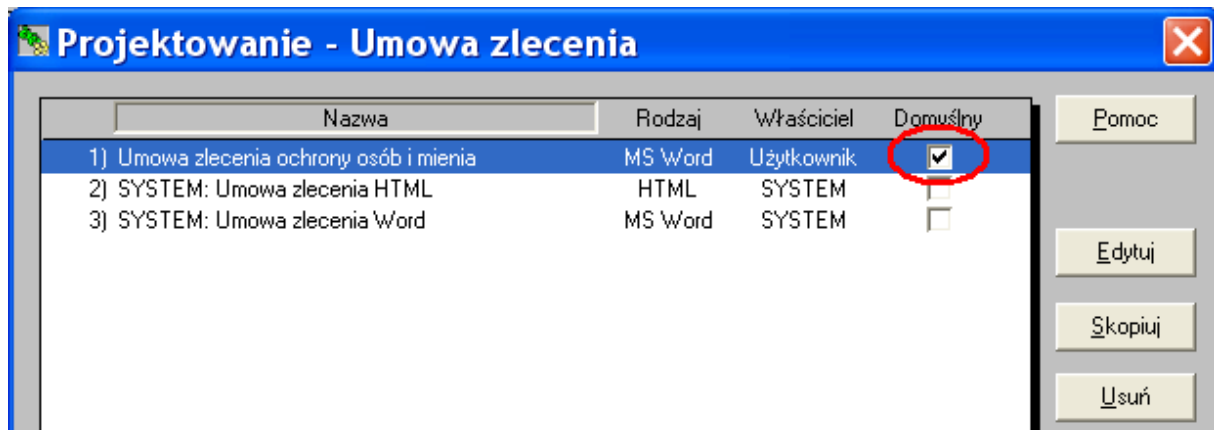 Projektowanie - Umowa zlecenia
Nazwa Rodzaj Właściciel Domyślny
1) Umowa zlecenia ochrony osób i mienia MS Word Użytkownik
2) SYSTEM: Umowa zlecenia HTML HTML SYSTEM
3) SYSTEM: Umowa zlecenia Word MS Word SYSTEM
Pomoc
Edytuj
Skopiuj
Usuń